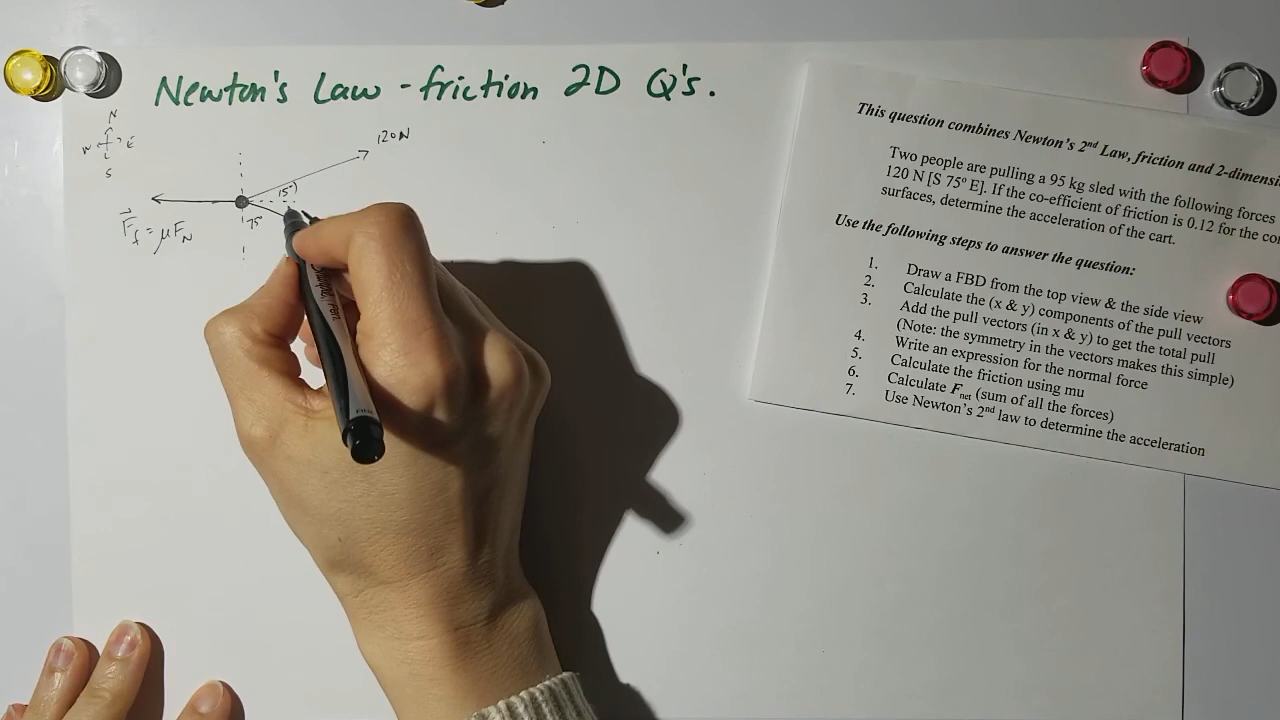 Newton's Law - friction 2D Q's.
N
W E
S
120N
15°
75°
F⃗f = μFN
This question combines Newton's 2nd Law, friction and 2-dimensi
Two people are pulling a 95 kg sled with the following forces
120 N [S 75° E]. If the co-efficient of friction is 0.12 for the co
surfaces, determine the acceleration of the cart.
Use the following steps to answer the question:
1. Draw a FBD from the top view & the side view
2. Calculate the (x & y) components of the pull vectors
3. Add the pull vectors (in x & y) to get the total pull
(Note: the symmetry in the vectors makes this simple)
4. Write an expression for the normal force
5. Calculate the friction using mu
6. Calculate Fnet (sum of all the forces)
7. Use Newton's 2nd law to determine the acceleration